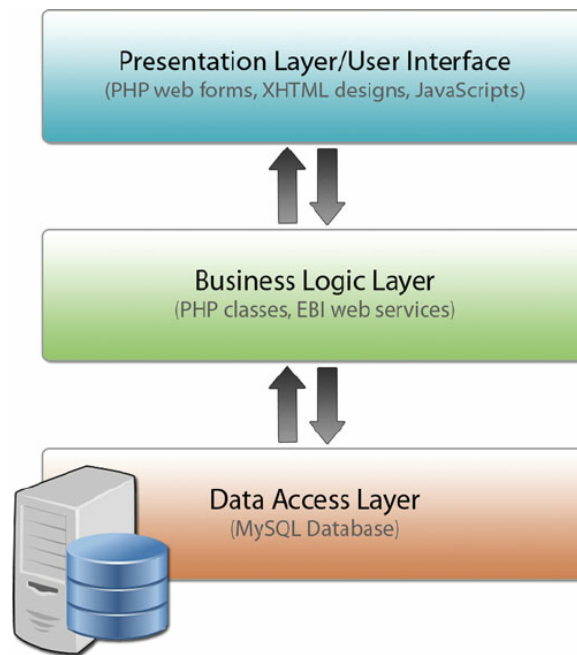 Presentation Layer/User Interface
(PHP web forms, XHTML designs, JavaScripts)
Business Logic Layer
(PHP classes, EBI web services)
Data Access Layer
(MySQL Database)